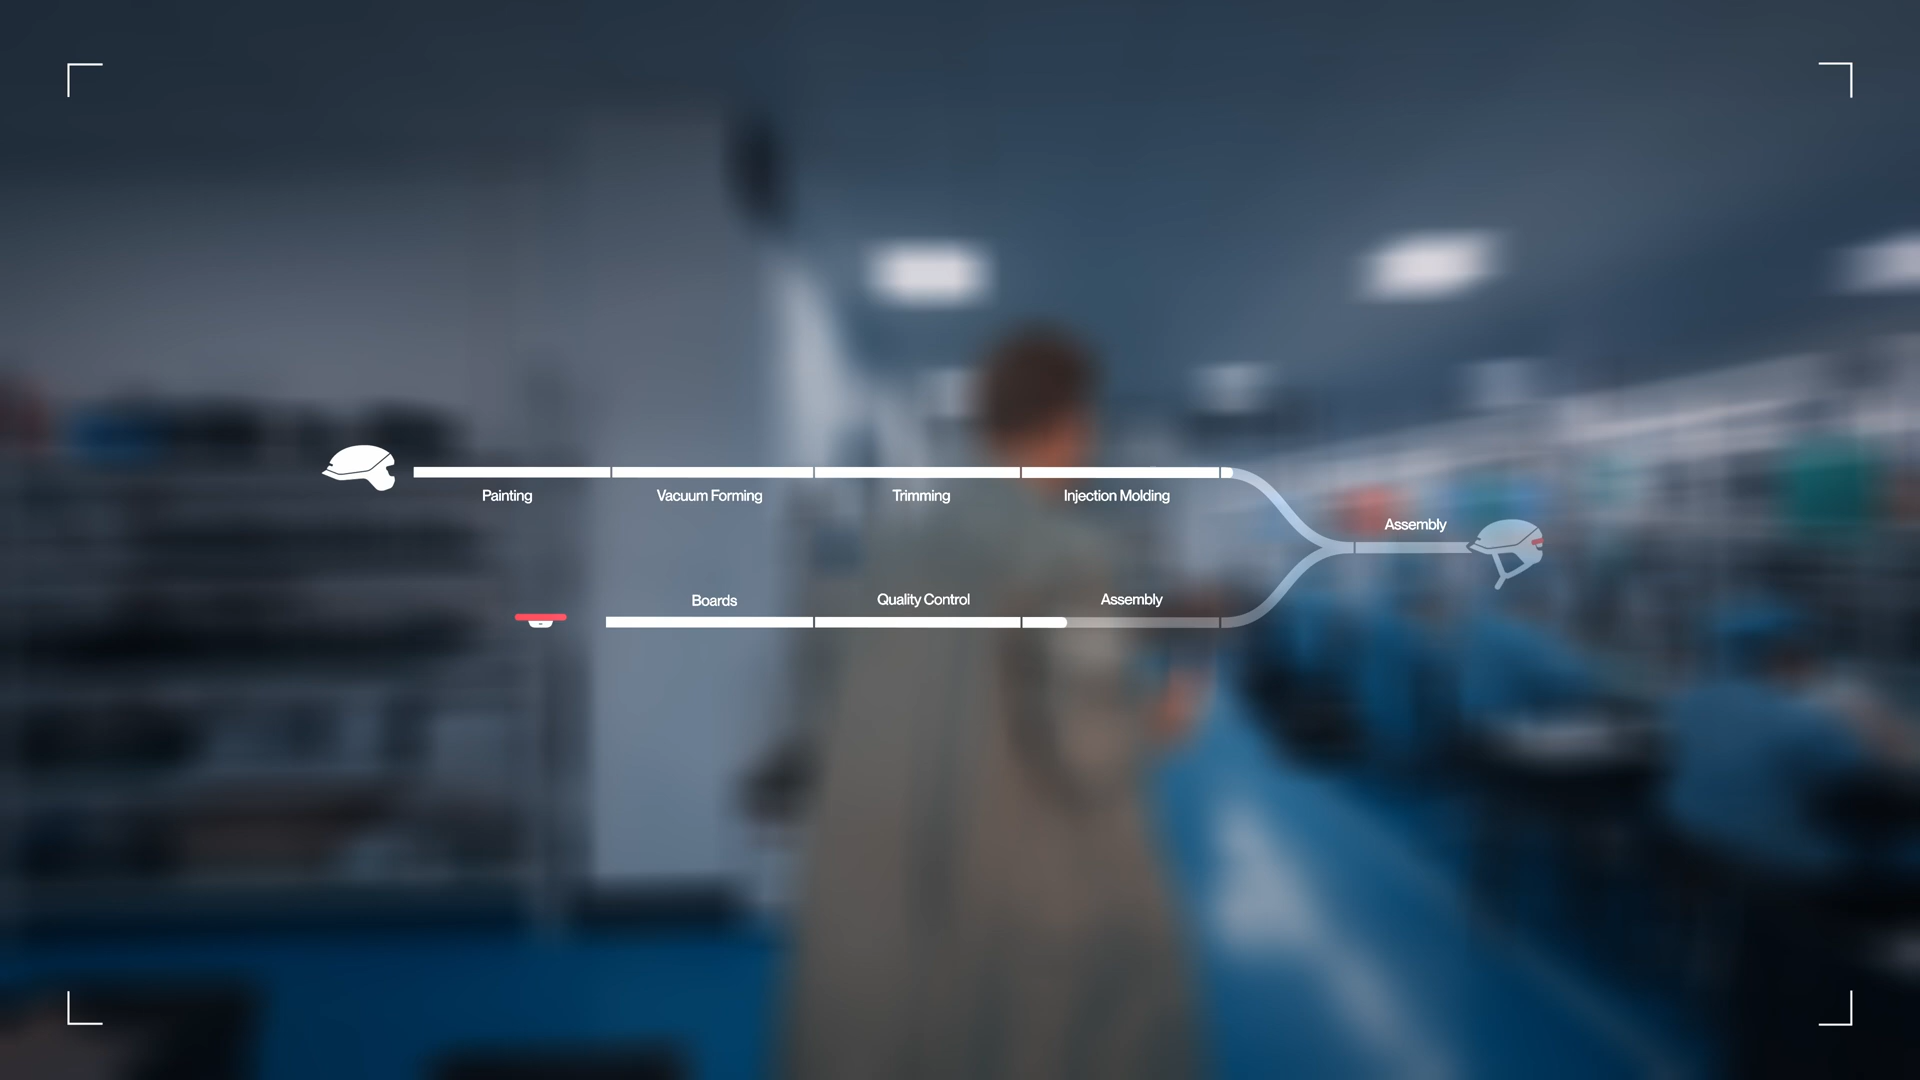 Painting
Vacuum Forming
Trimming
Injection Molding
Assembly
Boards
Quality Control
Assembly